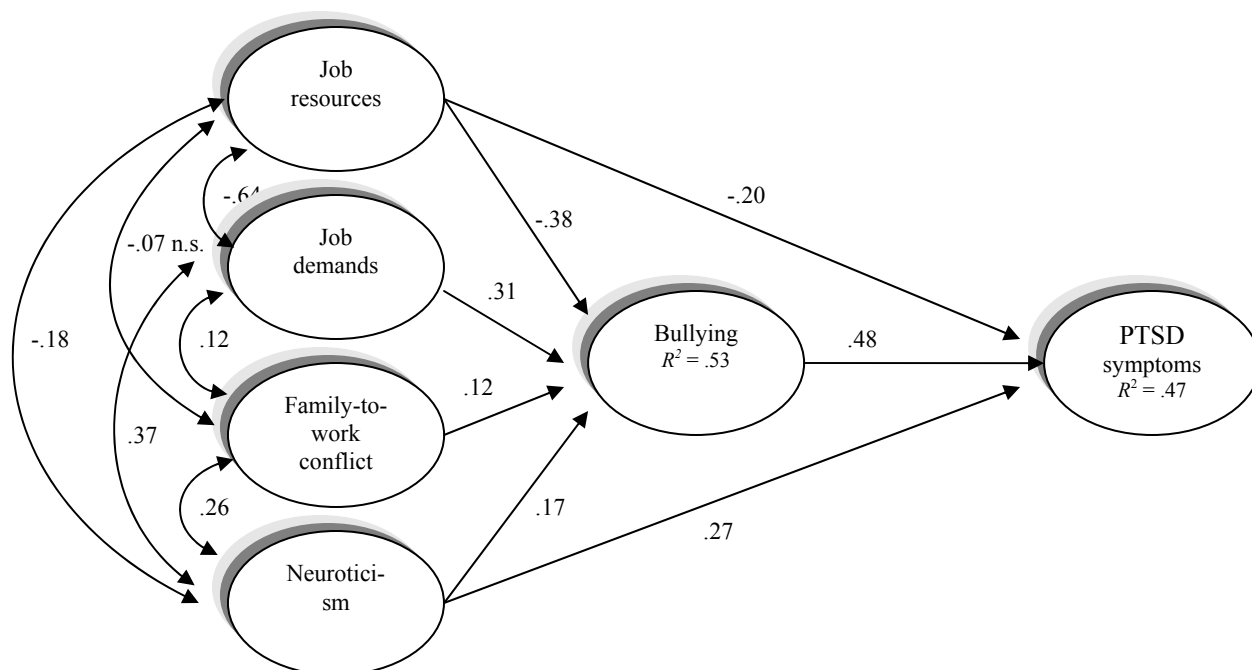 Job
resources
-.64
-.20
-.38
Job
demands
-.07 n.s.
.31
-.18
.12
Bullying
R² = .53
.48
PTSD
symptoms
R² = .47
Family-to-
work
conflict
.12
.37
.26
.17
.27
Neurotici-
sm